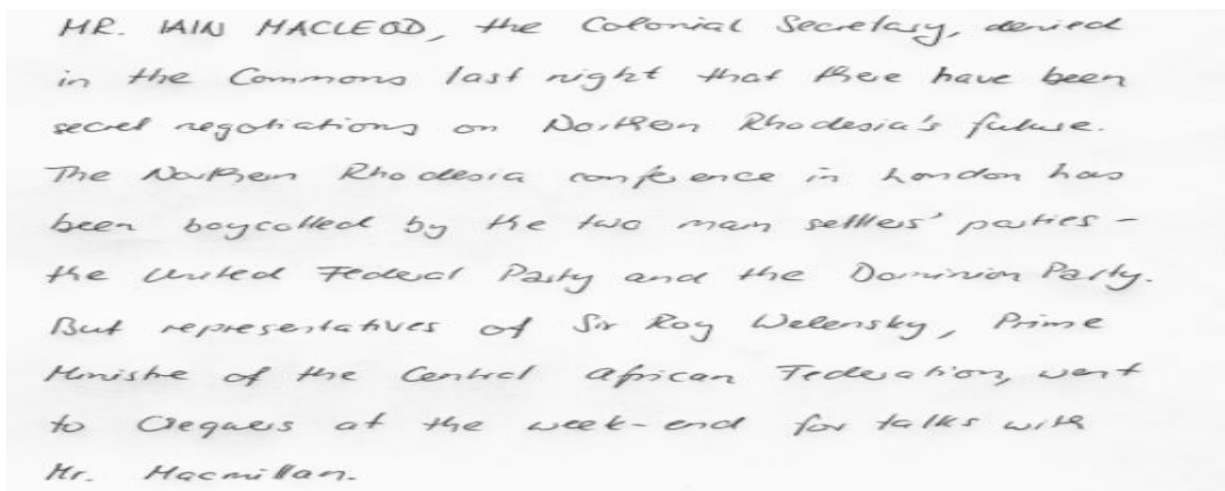 MR. IAIN MACLEOD, the Colonial Secretary, denied
in the Commons last night that there have been
secret negotiations on Northern Rhodesia's future.
The Northern Rhodesia conference in London has
been boycotted by the two main settlers' parties -
the United Federal Party and the Dominion Party.
But representatives of Sir Roy Welensky, Prime
Minister of the Central African Federation, went
to Chequers at the week-end for talks with
Mr. Macmillan.